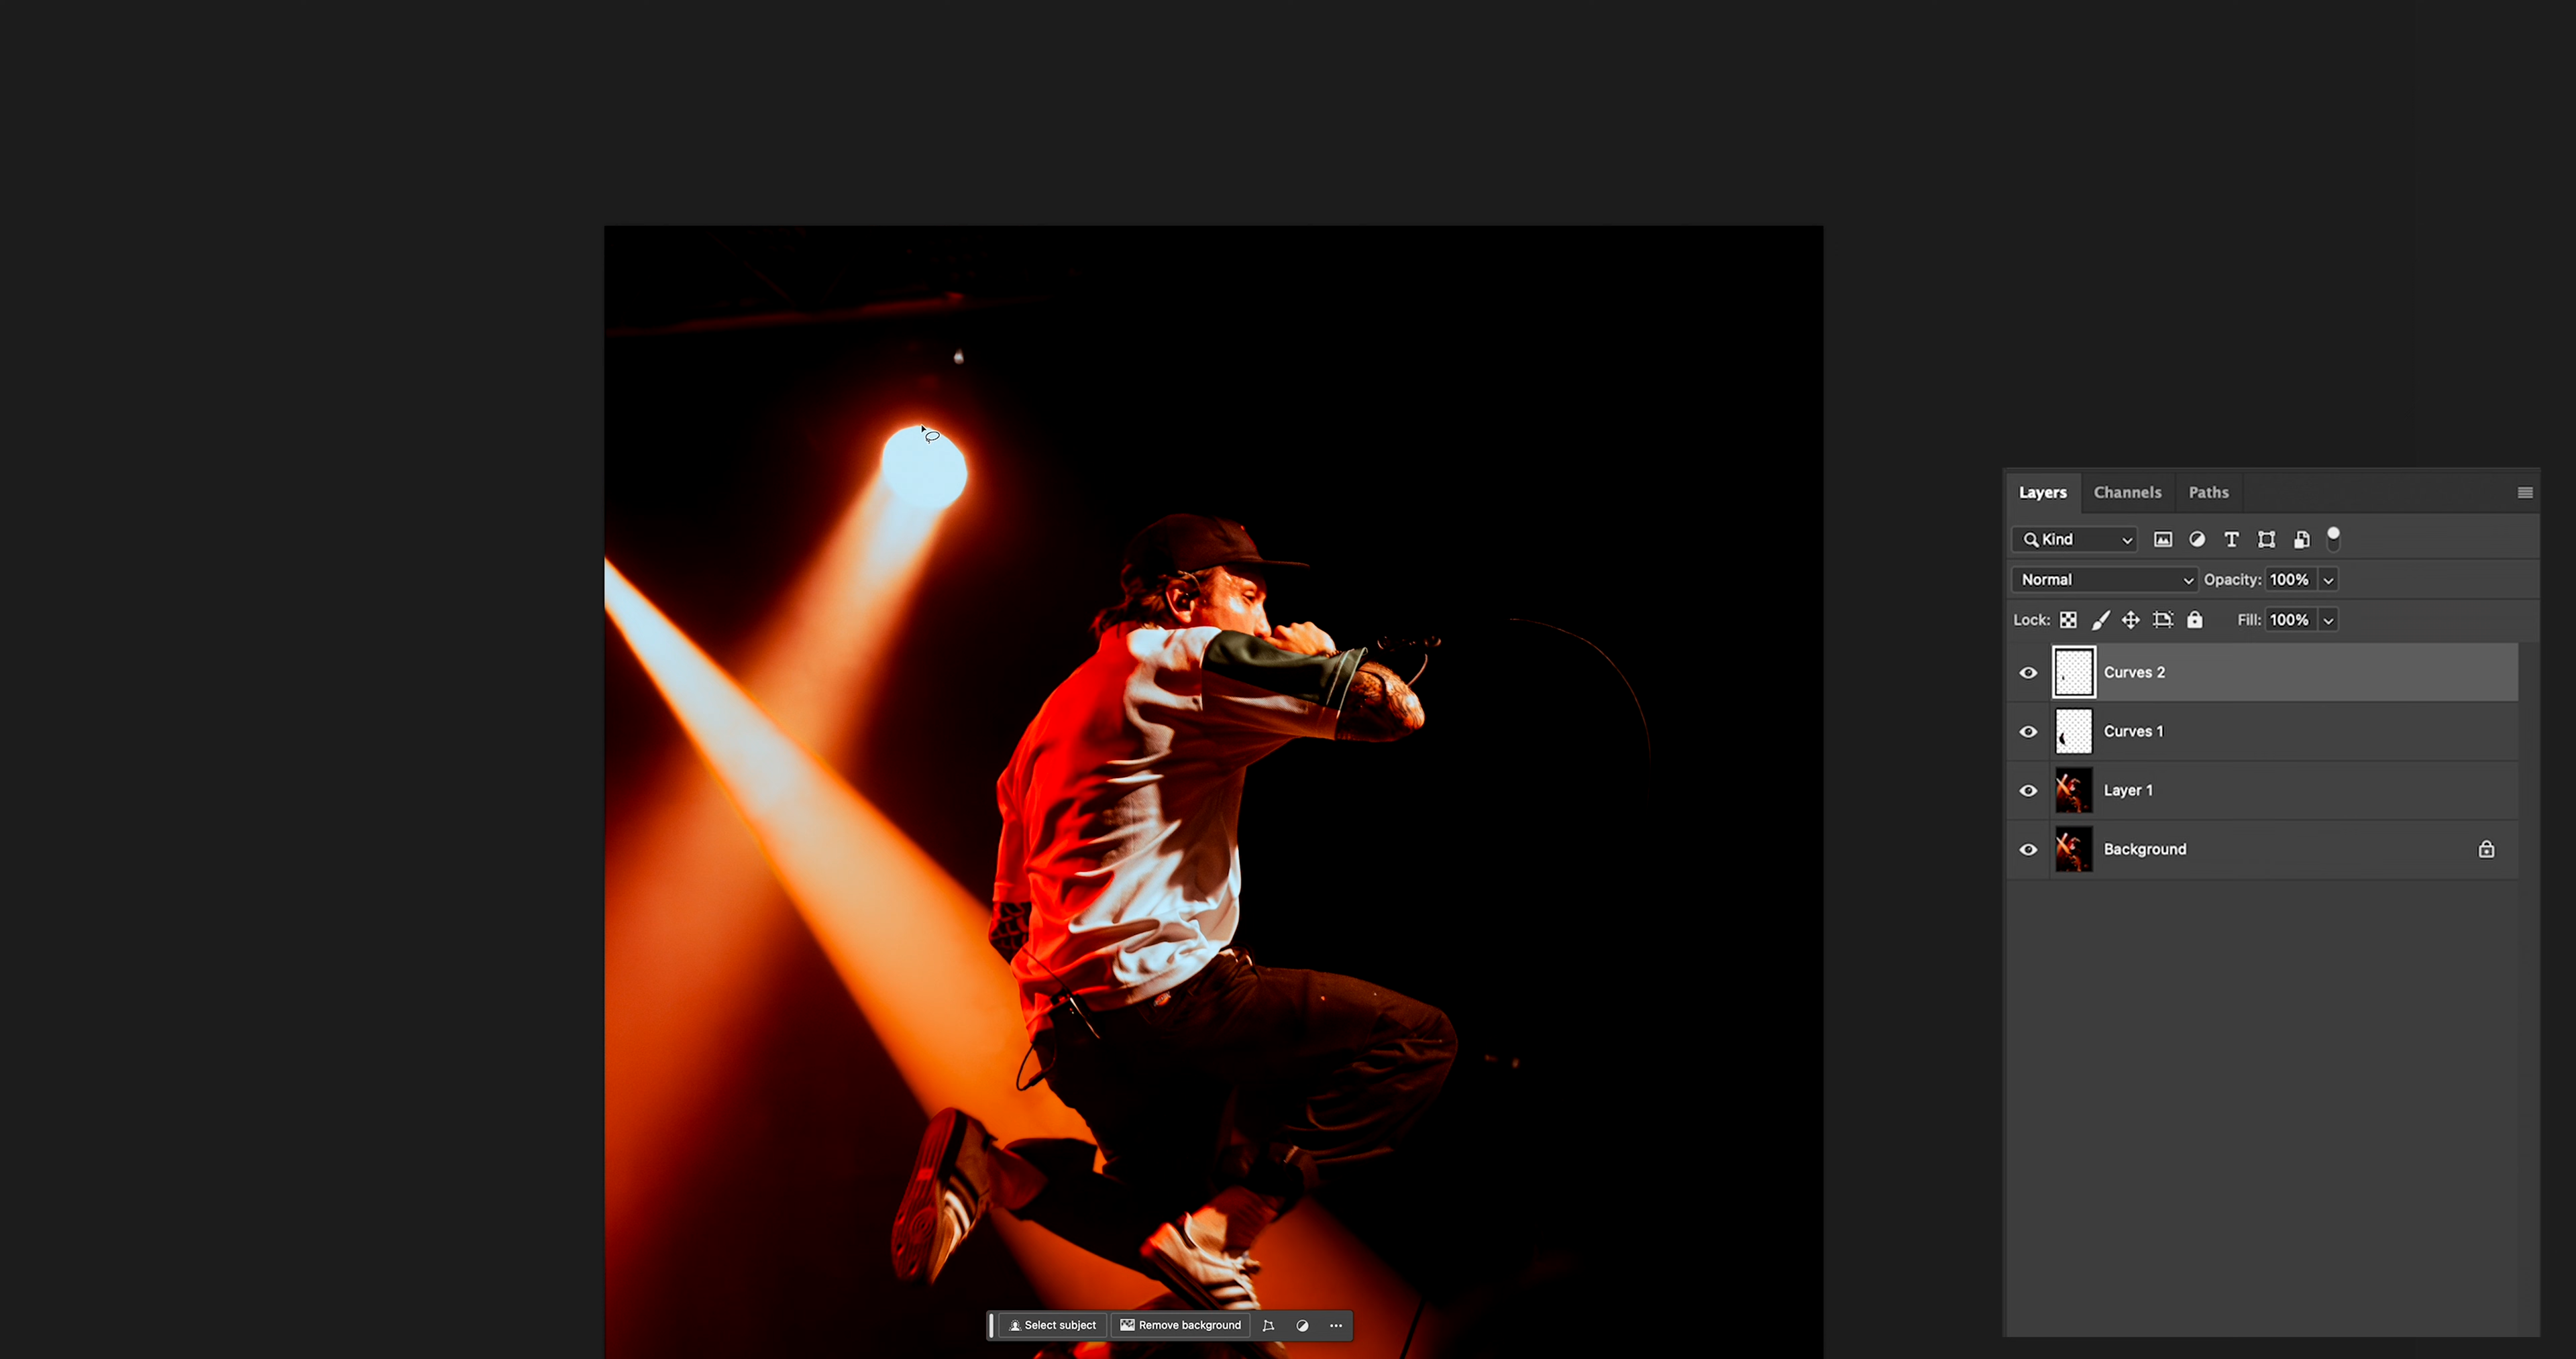 Layers Channels Paths
Kind
Normal Opacity: 100%
Lock: Fill: 100%
Curves 2
Curves 1
Layer 1
Background
Select subject Remove background